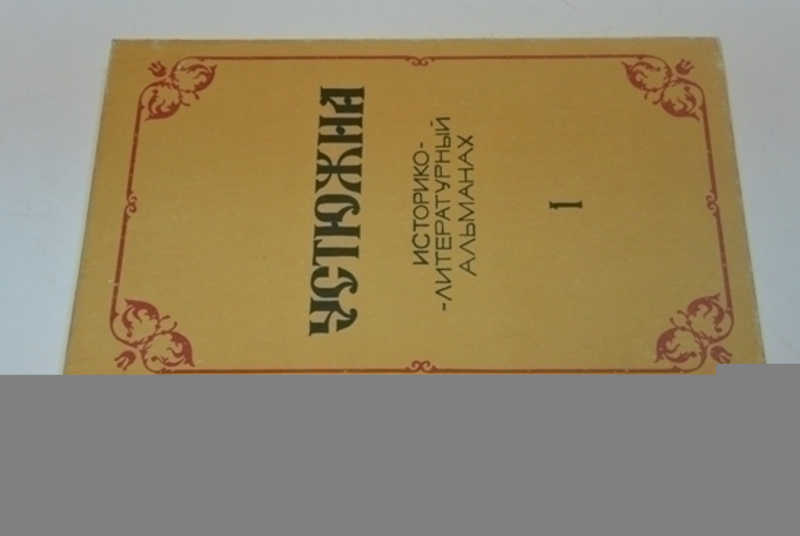 УСТЮЖНА
ИСТОРИКО-
-ЛИТЕРАТУРНЫЙ
АЛЬМАНАХ
1